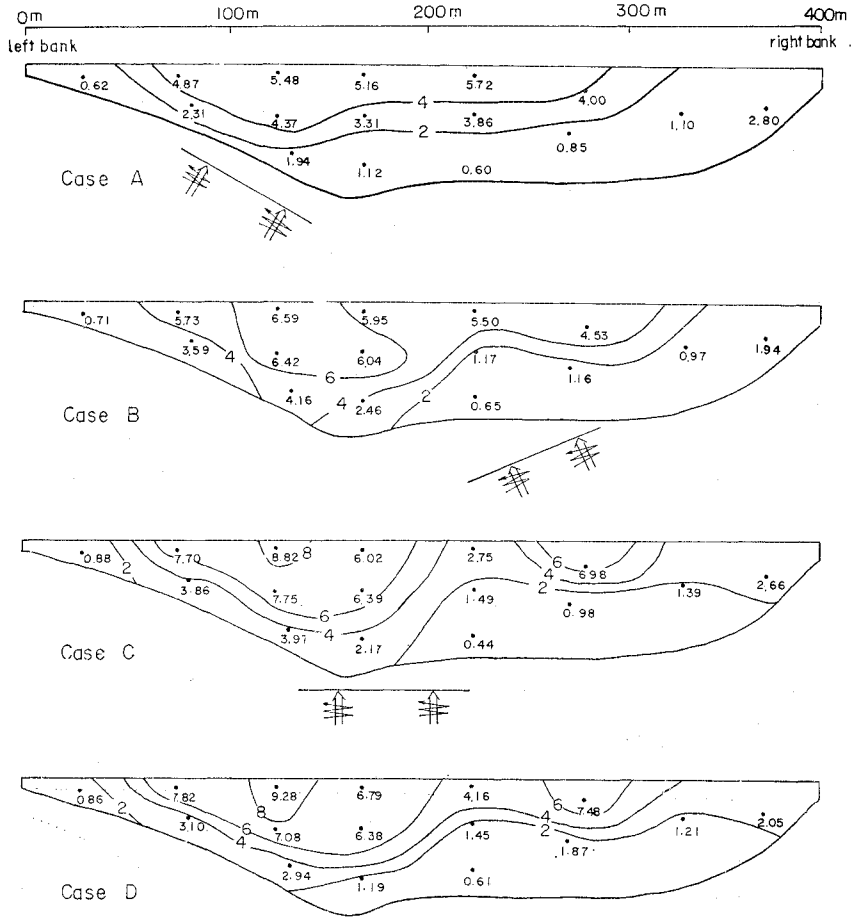 0m 100m 200m 300m 400m
left bank right bank
0.62 4.87 5.48 5.16 5.72 4.00
2.31 4.37 3.31 4 3.86 1.10 2.80
2
1.94 1.12 0.60 0.85
Case A
0.71 5.73 6.59 5.95 5.50 4.53
3.59 4 6.42 6.04 1.17 0.97 1.94
6
4.16 4 2.46 2 0.65 1.16
Case B
0.88 2 7.70 8.82 8 6.02 2.75 6 6.98
4
2
3.86 7.75 6.39 1.49 0.98 1.39 2.66
6
3.97 4 2.17 0.44
Case C
0.86 2 7.82 8 9.28 6.79 4.16 6 7.48
4
2
3.10 6 7.08 6.38 1.45 1.87 1.21 2.05
4
2.94 1.19 0.61
Case D